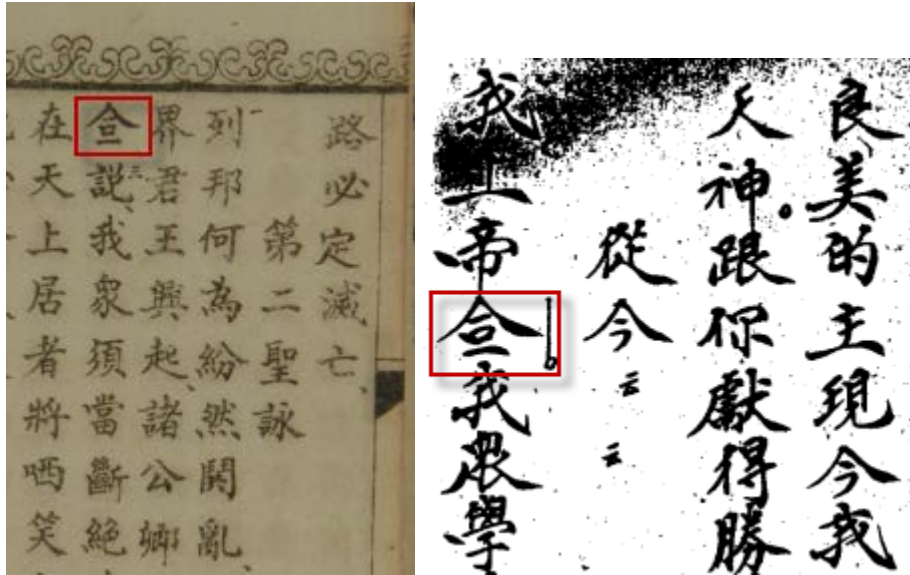 路必定滅亡、
第二聖詠
一列邦何為紛然鬨亂、
界君王興起、諸公卿
三說、我衆須當斷絕
在天上居者將哂笑
良美的主現今我
天神。跟你獻得勝
從今云云
我上帝。我衆學